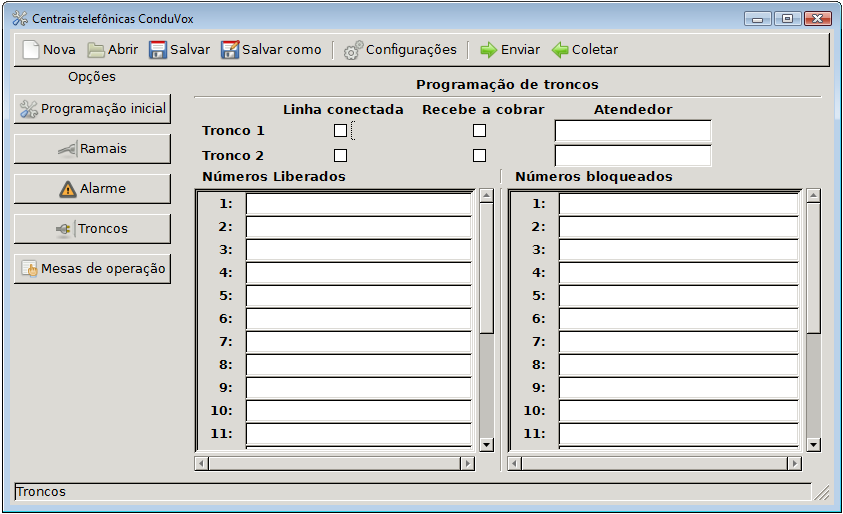 Centrais telefônicas ConduVox
Nova Abrir Salvar Salvar como Configurações Enviar Coletar
Opções
Programação inicial
Ramais
Alarme
Troncos
Mesas de operação
Programação de troncos
Linha conectada Recebe a cobrar Atendedor
Tronco 1
Tronco 2
Números Liberados
1:
2:
3:
4:
5:
6:
7:
8:
9:
10:
11:
Números bloqueados
1:
2:
3:
4:
5:
6:
7:
8:
9:
10:
11:
Troncos